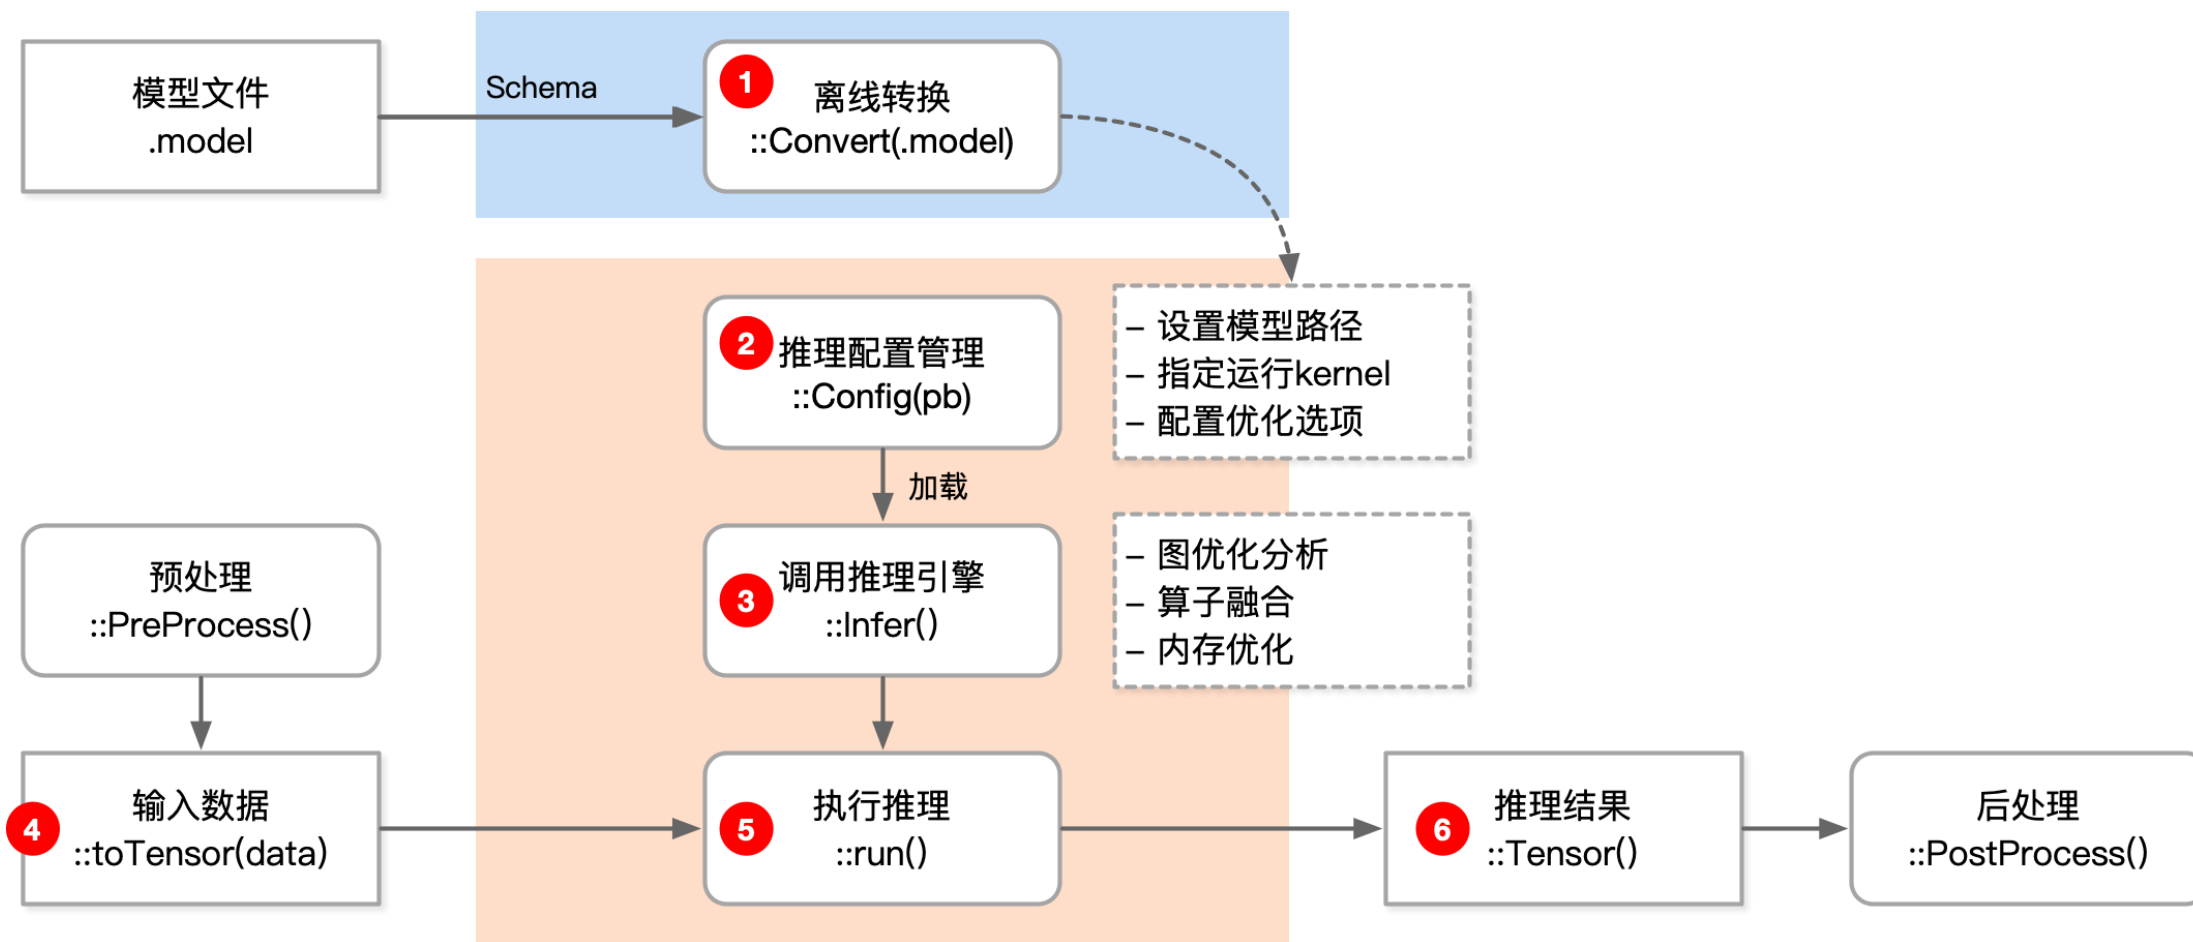 模型文件
.model
Schema
1
离线转换
::Convert(.model)
2
推理配置管理
::Config(pb)
– 设置模型路径
– 指定运行kernel
– 配置优化选项
加载
预处理
::PreProcess()
3
调用推理引擎
::Infer()
– 图优化分析
– 算子融合
– 内存优化
4
输入数据
::toTensor(data)
5
执行推理
::run()
6
推理结果
::Tensor()
后处理
::PostProcess()